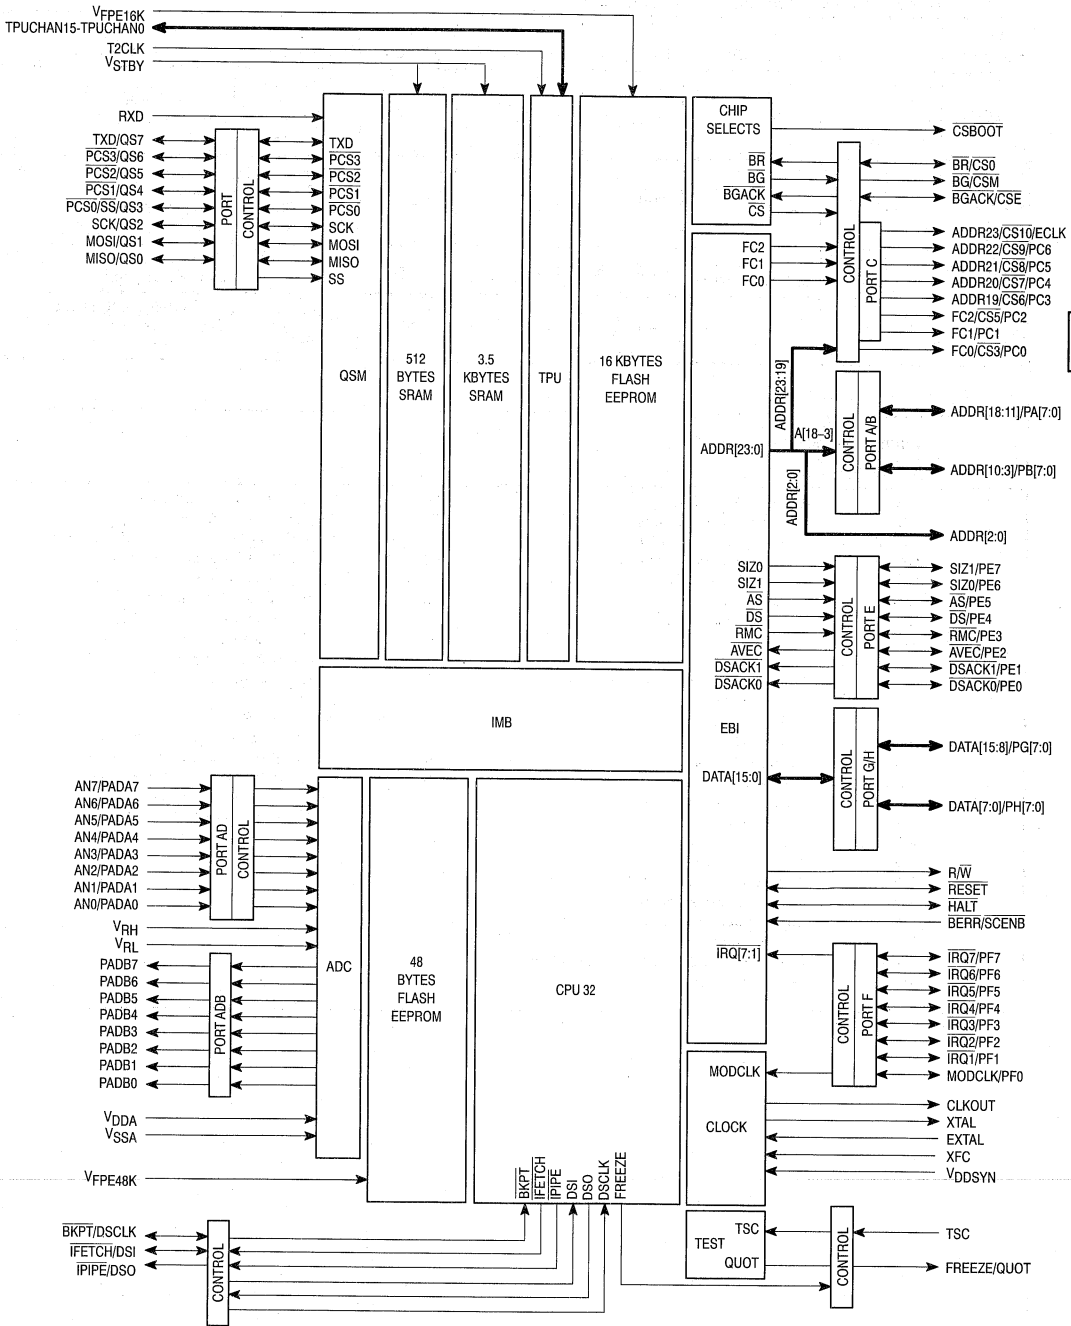 VFPE16K
TPUCHAN15-TPUCHAN0
T2CLK
VSTBY
RXD
TXD/QS7
PCS3/QS6
PCS2/QS5
PCS1/QS4
PCS0/SS/QS3
SCK/QS2
MOSI/QS1
MISO/QS0
PORT
CONTROL
TXD
PCS3
PCS2
PCS1
PCS0
SCK
MOSI
MISO
SS
QSM
512
BYTES
SRAM
3.5
KBYTES
SRAM
TPU
16 KBYTES
FLASH
EEPROM
CHIP
SELECTS
BR
BG
BGACK
CS
FC2
FC1
FC0
CONTROL
PORT C
CSBOOT
BR/CS0
BG/CSM
BGACK/CSE
ADDR23/CS10/ECLK
ADDR22/CS9/PC6
ADDR21/CS8/PC5
ADDR20/CS7/PC4
ADDR19/CS6/PC3
FC2/CS5/PC2
FC1/PC1
FC0/CS3/PC0
ADDR[23:19]
ADDR[23:0]
A[18–3]
ADDR[2:0]
CONTROL
PORT A/B
ADDR[18:11]/PA[7:0]
ADDR[10:3]/PB[7:0]
ADDR[2:0]
SIZ0
SIZ1
AS
DS
RMC
AVEC
DSACK1
DSACK0
CONTROL
PORT E
SIZ1/PE7
SIZ0/PE6
AS/PE5
DS/PE4
RMC/PE3
AVEC/PE2
DSACK1/PE1
DSACK0/PE0
IMB
EBI
DATA[15:0]
CONTROL
PORT G/H
DATA[15:8]/PG[7:0]
DATA[7:0]/PH[7:0]
AN7/PADA7
AN6/PADA6
AN5/PADA5
AN4/PADA4
AN3/PADA3
AN2/PADA2
AN1/PADA1
AN0/PADA0
PORT AD
CONTROL
VRH
VRL
PADB7
PADB6
PADB5
PADB4
PADB3
PADB2
PADB1
PADB0
PORT ADB
VDDA
VSSA
VFPE48K
ADC
48
BYTES
FLASH
EEPROM
CPU 32
R/W
RESET
HALT
BERR/SCENB
IRQ[7:1]
CONTROL
PORT F
IRQ7/PF7
IRQ6/PF6
IRQ5/PF5
IRQ4/PF4
IRQ3/PF3
IRQ2/PF2
IRQ1/PF1
MODCLK/PF0
MODCLK
CLOCK
CLKOUT
XTAL
EXTAL
XFC
VDDSYN
BKPT
IFETCH
IPIPE
DSI
DSO
DSCLK
FREEZE
BKPT/DSCLK
IFETCH/DSI
IPIPE/DSO
CONTROL
TSC
TEST
QUOT
CONTROL
TSC
FREEZE/QUOT